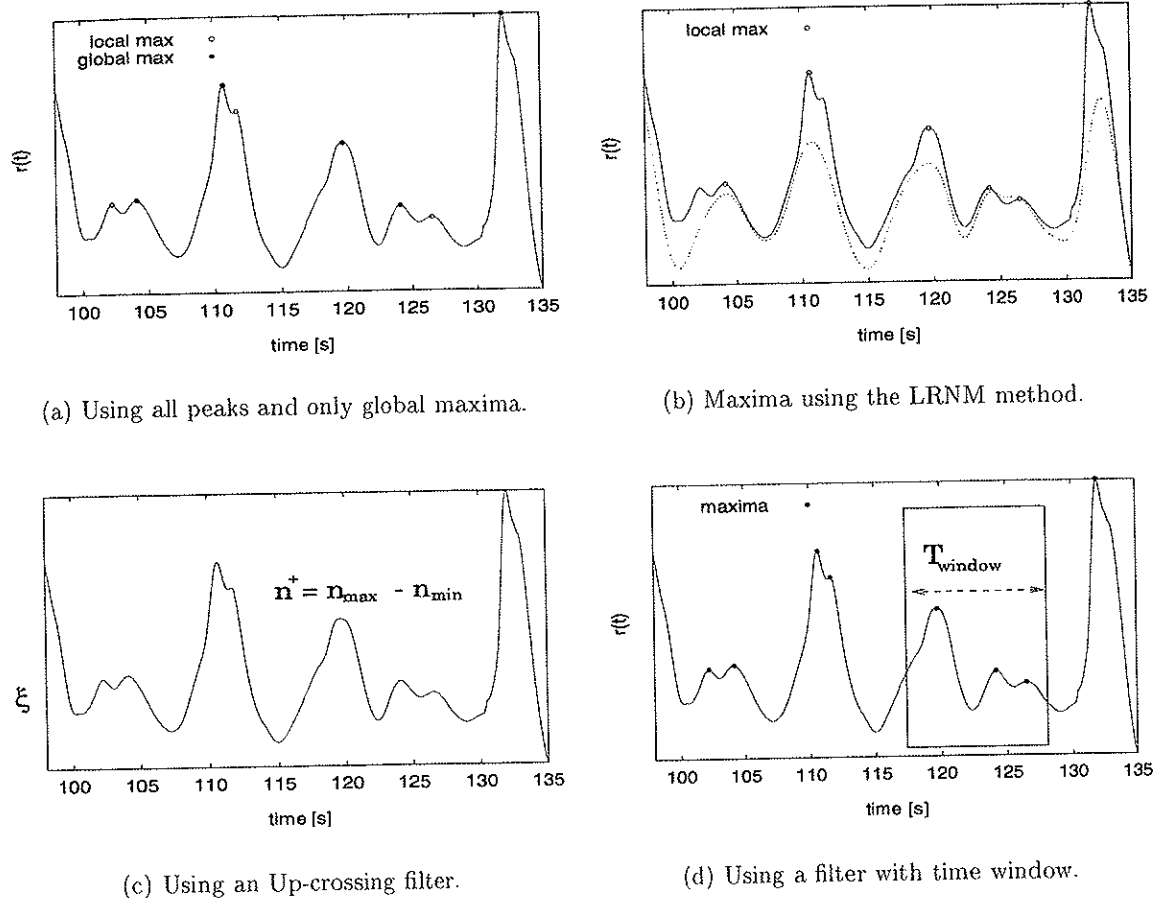 local max
global max
r(t)
100 105 110 115 120 125 130 135
time [s]
(a) Using all peaks and only global maxima.
local max
r(t)
100 105 110 115 120 125 130 135
time [s]
(b) Maxima using the LRNM method.
n⁺ = n_max - n_min
ξ
100 105 110 115 120 125 130 135
time [s]
(c) Using an Up-crossing filter.
maxima
T_window
r(t)
100 105 110 115 120 125 130 135
time [s]
(d) Using a filter with time window.